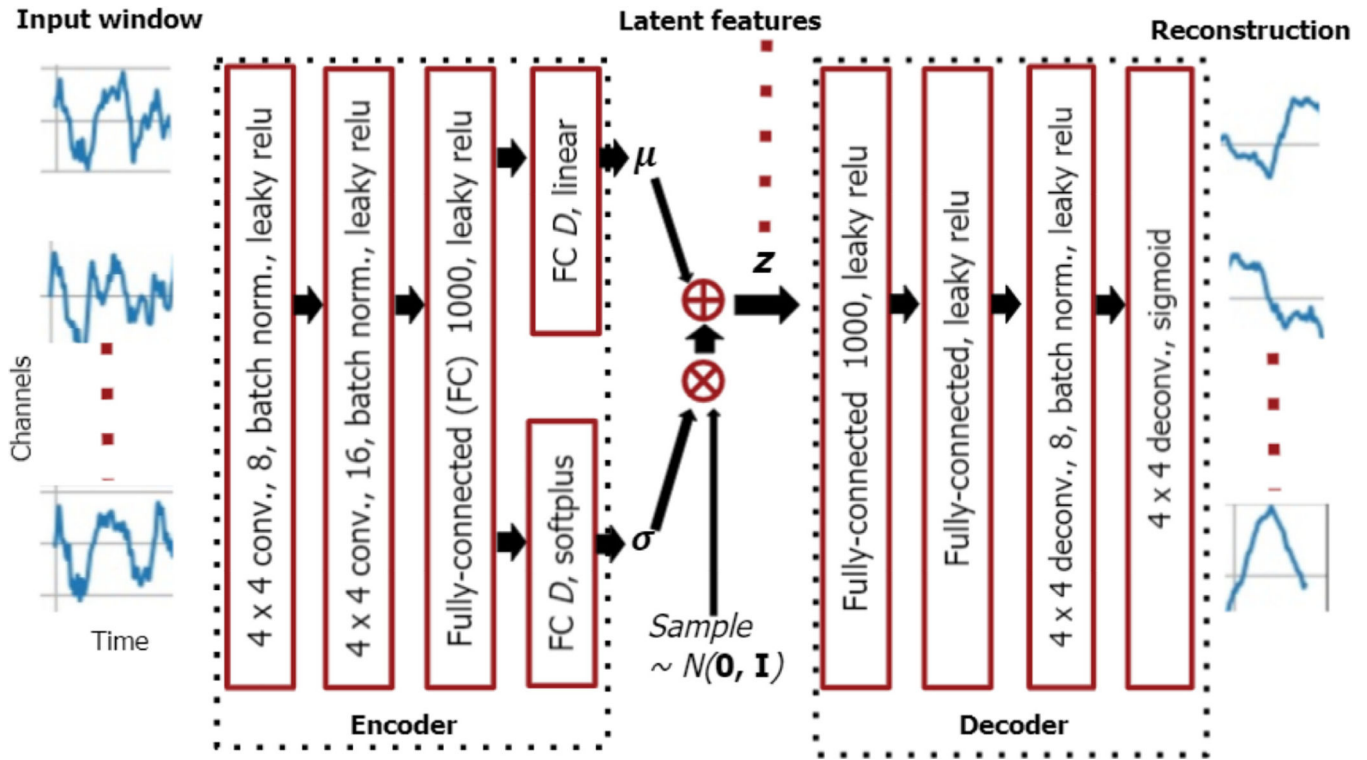 Input window
Latent features
Reconstruction
Channels
Time
4 x 4 conv., 8, batch norm., leaky relu
4 x 4 conv., 16, batch norm., leaky relu
Fully-connected (FC) 1000, leaky relu
FC D, linear
FC D, softplus
μ
σ
z
Sample
~ N(0, I)
Fully-connected 1000, leaky relu
Fully-connected, leaky relu
4 x 4 deconv., 8, batch norm., leaky relu
4 x 4 deconv., sigmoid
Encoder
Decoder